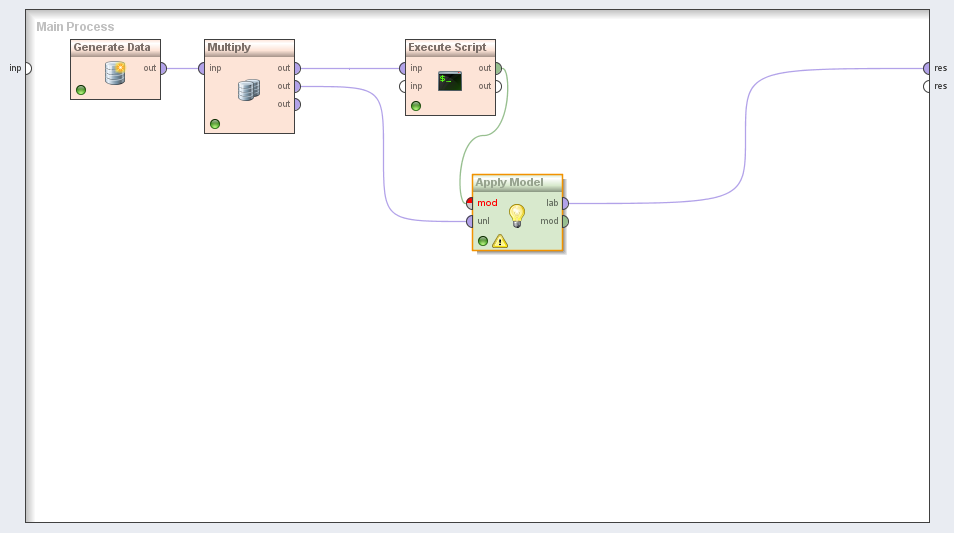 Main Process
Generate Data
Multiply
Execute Script
inp
out
inp
out
inp
out
res
out
inp
out
res
out
Apply Model
mod
lab
unl
mod